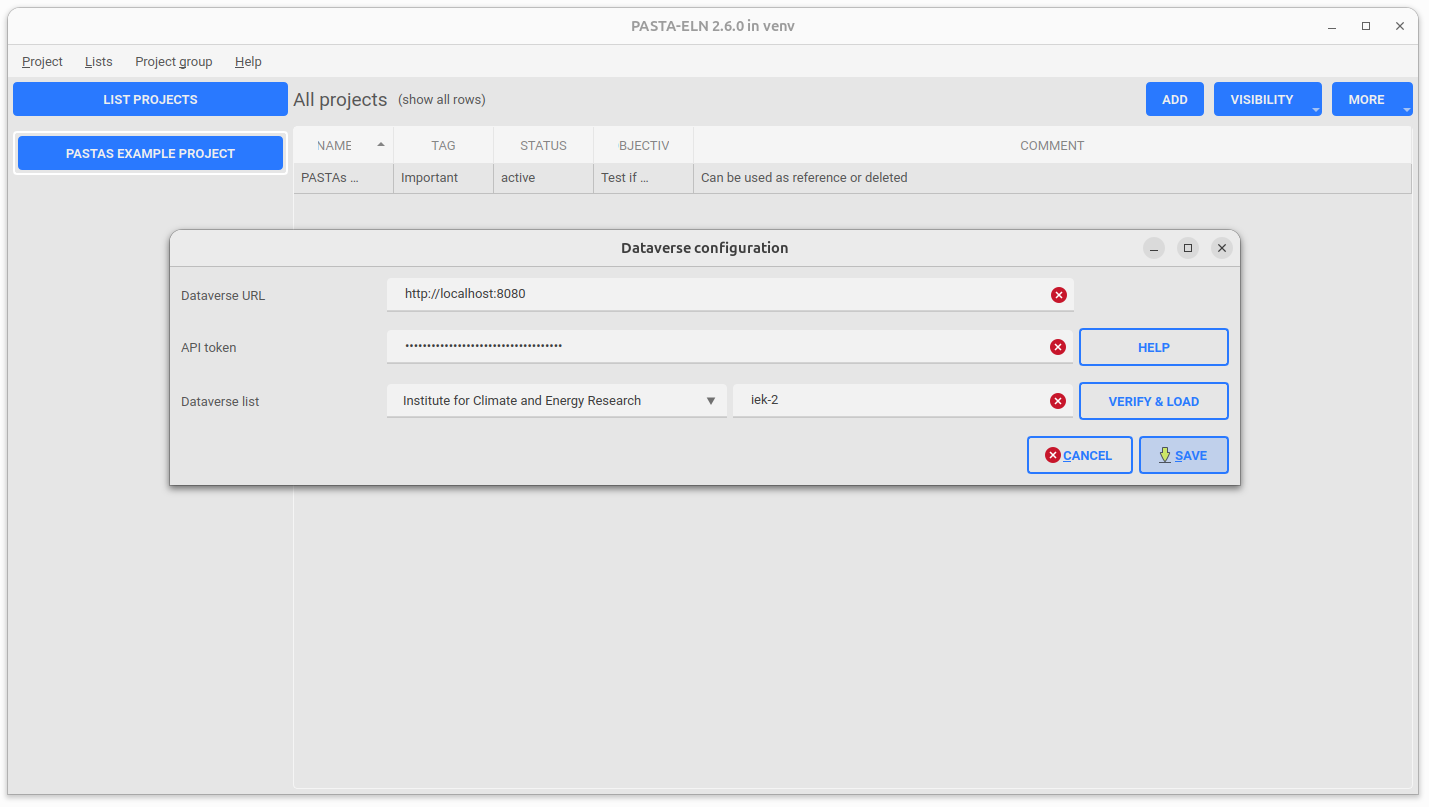 PASTA-ELN 2.6.0 in venv
Project Lists Project group Help
LIST PROJECTS
All projects (show all rows)
ADD VISIBILITY MORE
PASTAS EXAMPLE PROJECT
NAME TAG STATUS BJECTIV COMMENT
PASTAs ... Important active Test if ... Can be used as reference or deleted
Dataverse configuration
Dataverse URL http://localhost:8080
API token ••••••••••••••••••••••••••••••••••••
HELP
Dataverse list Institute for Climate and Energy Research iek-2 VERIFY & LOAD
CANCEL SAVE